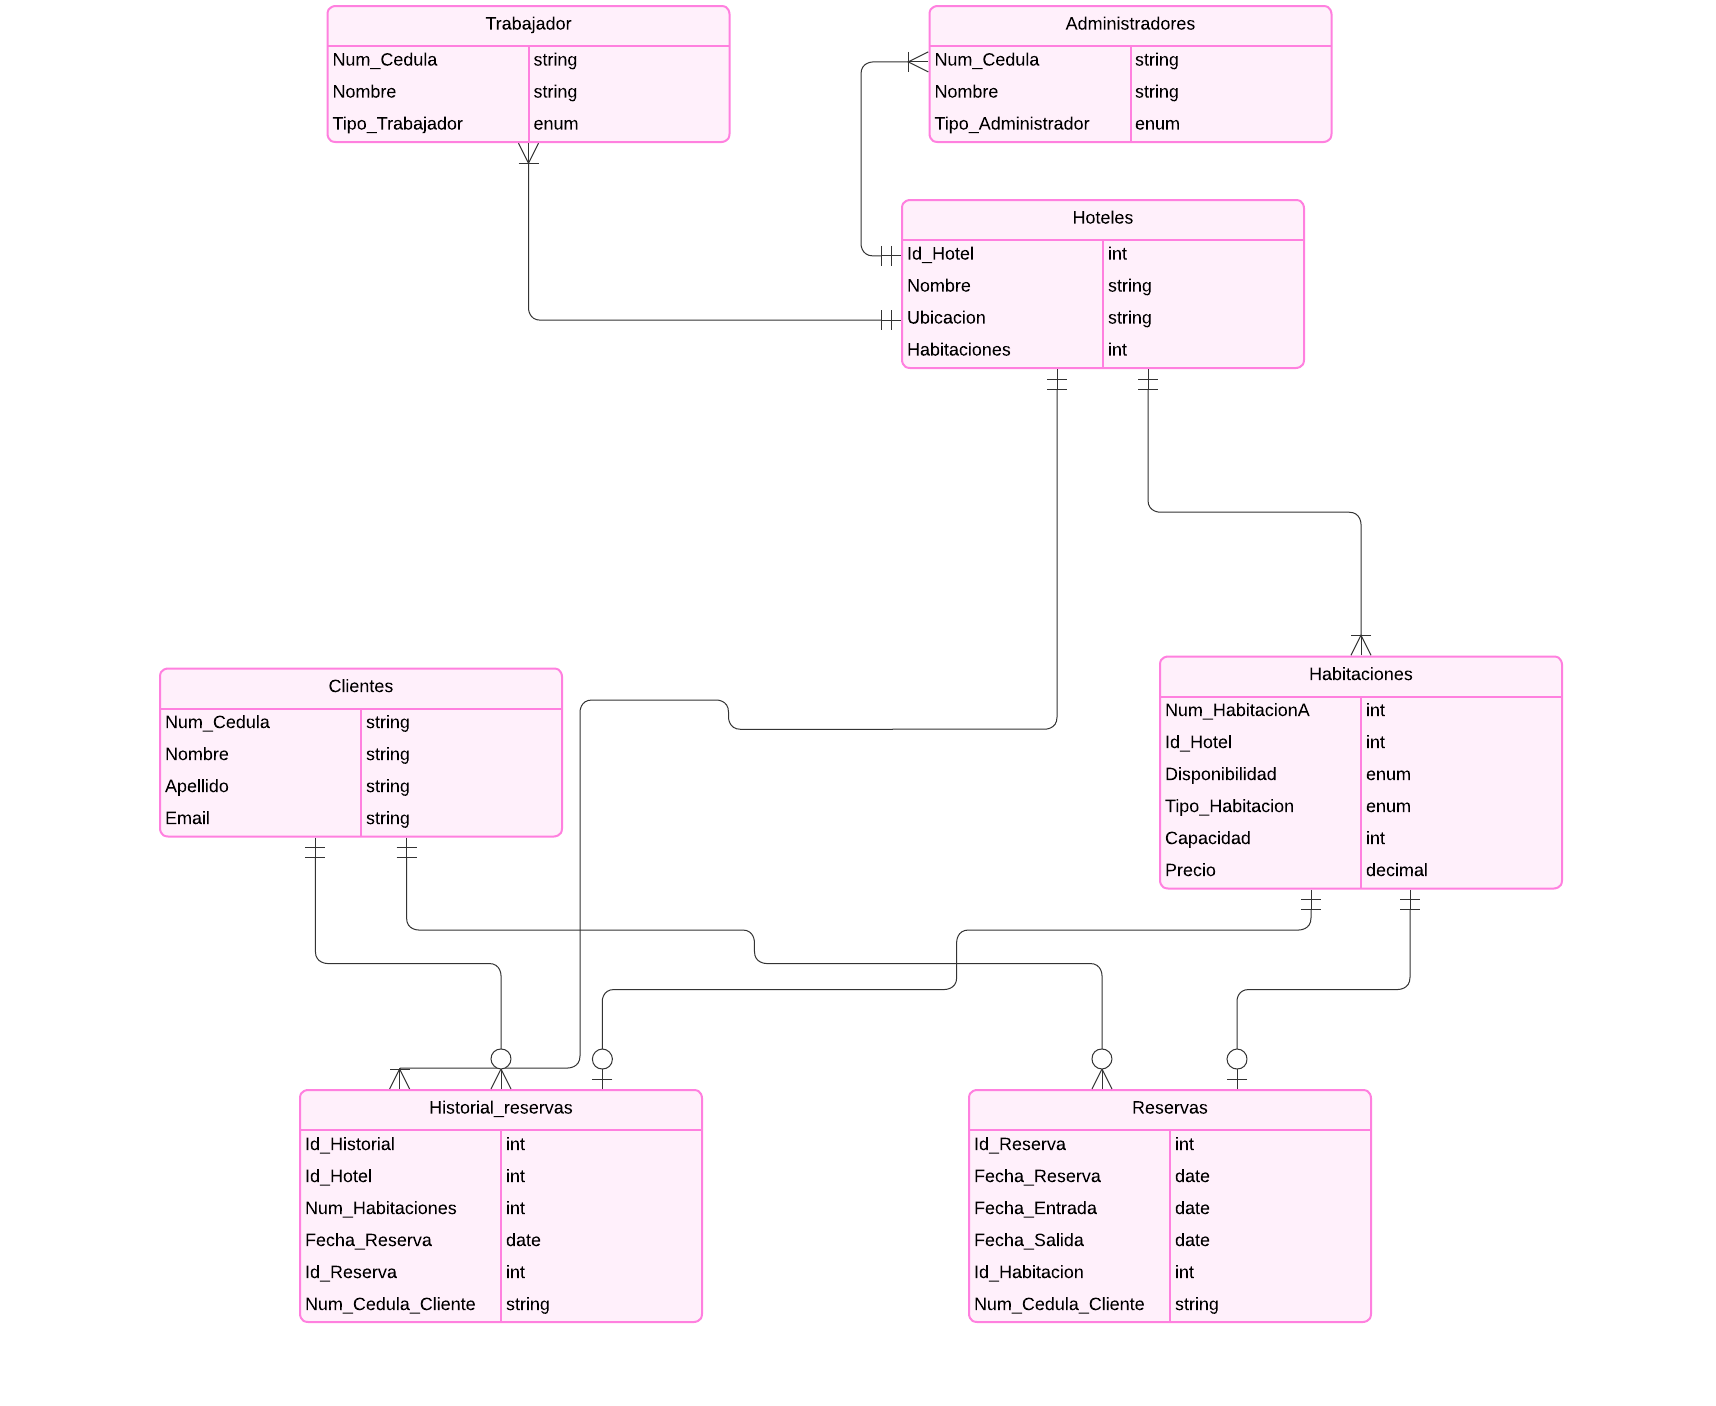 Trabajador
Num_Cedula string
Nombre string
Tipo_Trabajador enum
Administradores
Num_Cedula string
Nombre string
Tipo_Administrador enum
Hoteles
Id_Hotel int
Nombre string
Ubicacion string
Habitaciones int
Clientes
Num_Cedula string
Nombre string
Apellido string
Email string
Habitaciones
Num_HabitacionA int
Id_Hotel int
Disponibilidad enum
Tipo_Habitacion enum
Capacidad int
Precio decimal
Historial_reservas
Id_Historial int
Id_Hotel int
Num_Habitaciones int
Fecha_Reserva date
Id_Reserva int
Num_Cedula_Cliente string
Reservas
Id_Reserva int
Fecha_Reserva date
Fecha_Entrada date
Fecha_Salida date
Id_Habitacion int
Num_Cedula_Cliente string